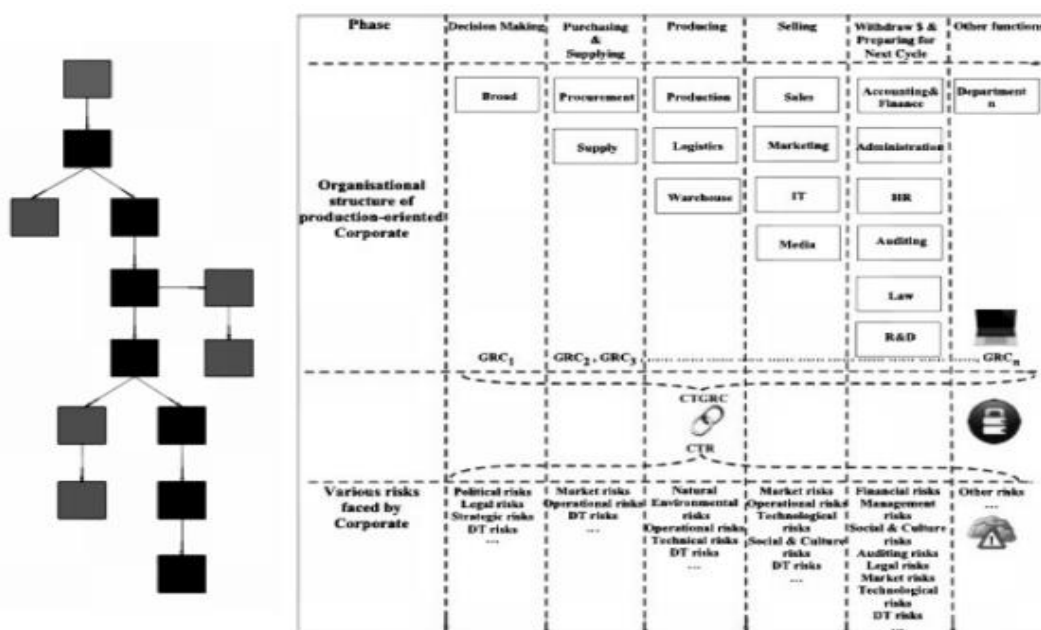 Phase
Decision Making
Purchasing
&
Supplying
Producing
Selling
Withdraw $ &
Preparing for
Next Cycle
Other functions
Organisational
structure of
production-oriented
Corporate
Broad
Procurement
Supply
Production
Logistics
Warehouse
Sales
Marketing
IT
Media
Accounting&
Finance
Administration
HR
Auditing
Law
R&D
Department
n
GRC1
GRC2 , GRC3 ........................................................ GRCn
CTGRC
CTR
Various risks
faced by
Corporate
Political risks
Legal risks
Strategic risks
DT risks
...
Market risks
Operational risks
DT risks
...
Natural
Environmental
risks
Operational risks
Technical risks
DT risks
...
Market risks
Operational risks
Technological
risks
Social & Culture
risks
DT risks
...
Financial risks
Management
risks
Social & Culture
risks
Auditing risks
Legal risks
Market risks
Technological
risks
DT risks
...
Other risks
...